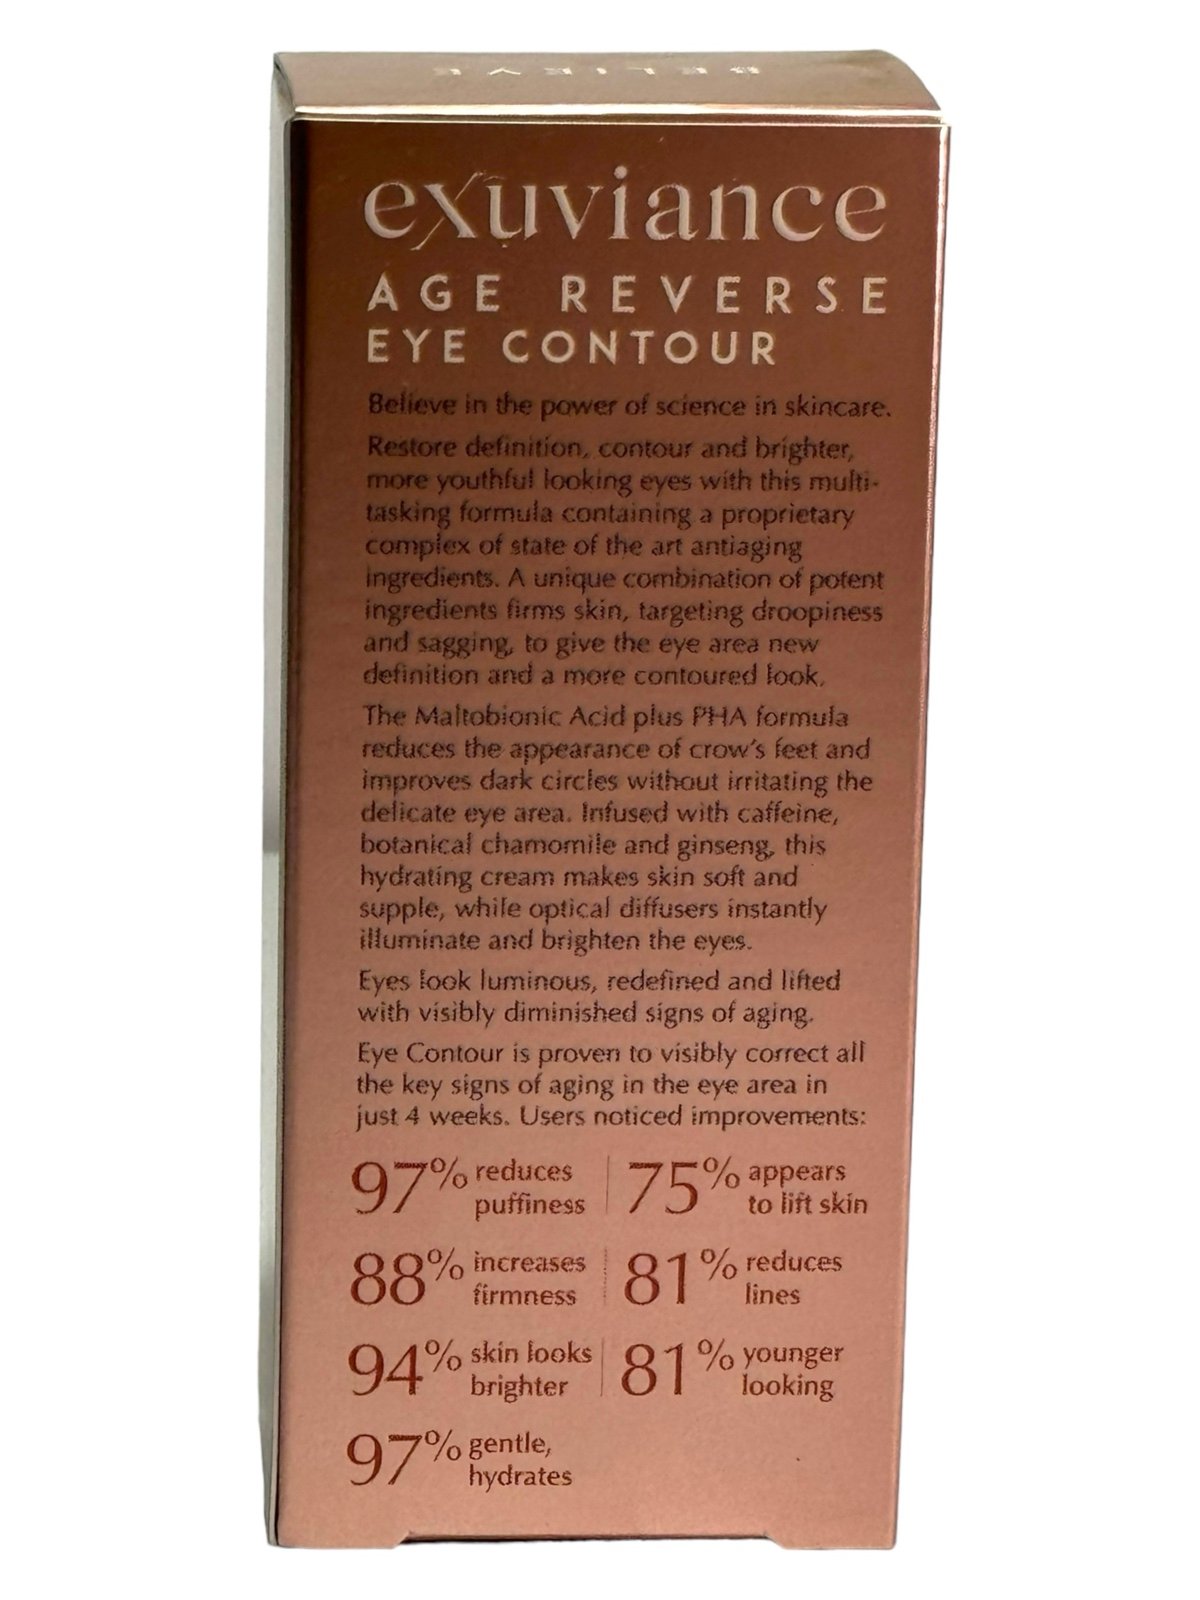 BELIEVE
exuviance
AGE REVERSE
EYE CONTOUR
Believe in the power of science in skincare.
Restore definition, contour and brighter,
more youthful looking eyes with this multi-
tasking formula containing a proprietary
complex of state of the art antiaging
ingredients. A unique combination of potent
ingredients firms skin, targeting droopiness
and sagging, to give the eye area new
definition and a more contoured look.
The Maltobionic Acid plus PHA formula
reduces the appearance of crow's feet and
improves dark circles without irritating the
delicate eye area. Infused with caffeine,
botanical chamomile and ginseng, this
hydrating cream makes skin soft and
supple, while optical diffusers instantly
illuminate and brighten the eyes.
Eyes look luminous, redefined and lifted
with visibly diminished signs of aging.
Eye Contour is proven to visibly correct all
the key signs of aging in the eye area in
just 4 weeks. Users noticed improvements:
97% reduces puffiness
75% appears to lift skin
88% increases firmness
81% reduces lines
94% skin looks brighter
81% younger looking
97% gentle, hydrates